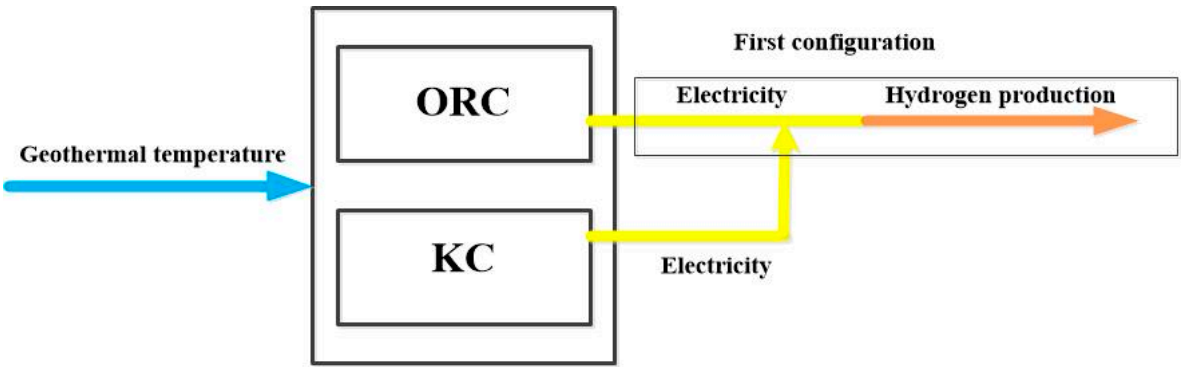 First configuration
ORC
Electricity
Hydrogen production
Geothermal temperature
KC
Electricity